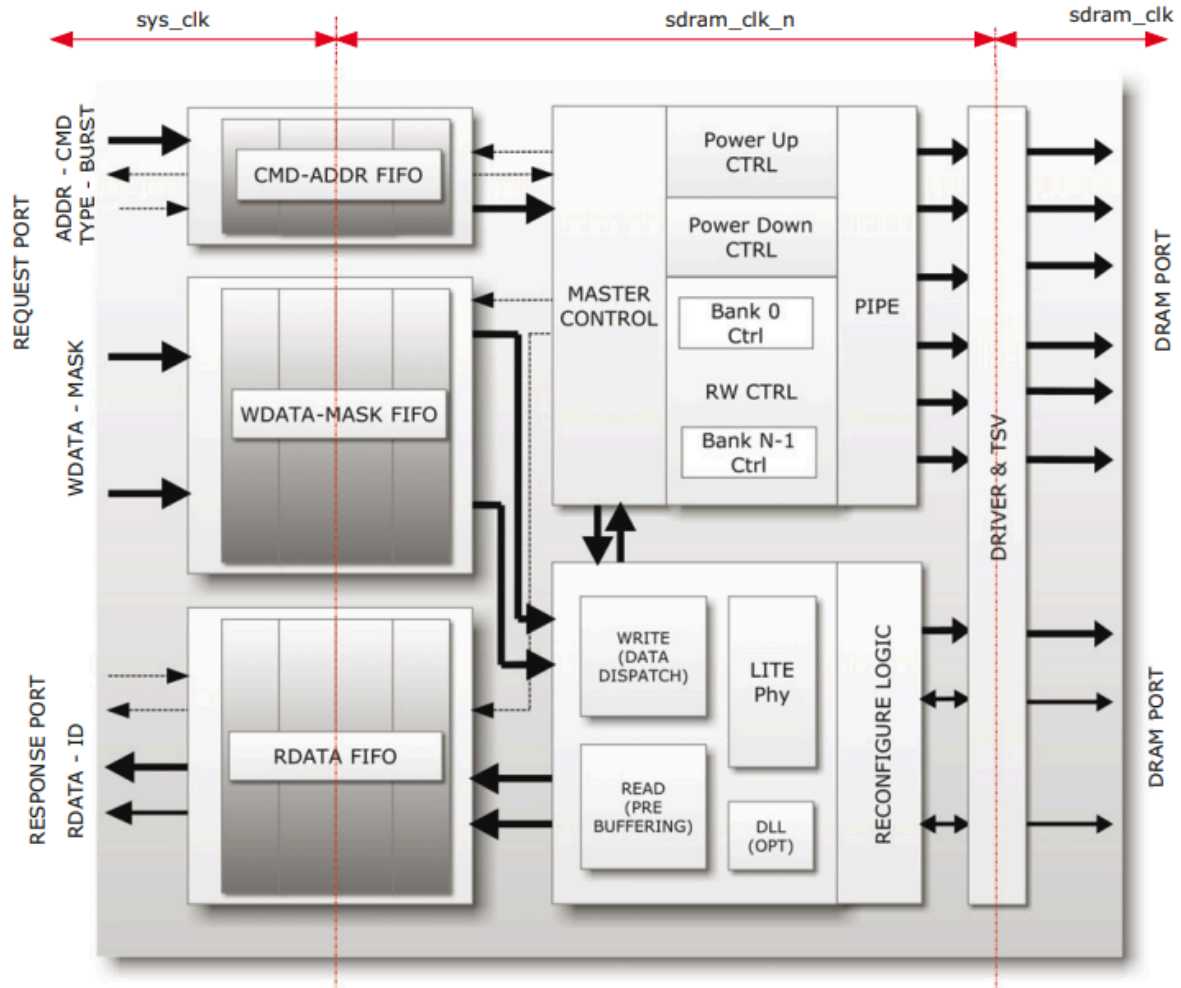 sys_clk
sdram_clk_n
sdram_clk
REQUEST PORT
ADDR - CMD
TYPE - BURST
CMD-ADDR FIFO
WDATA - MASK
WDATA-MASK FIFO
RESPONSE PORT
RDATA - ID
RDATA FIFO
MASTER
CONTROL
Power Up
CTRL
Power Down
CTRL
Bank 0
Ctrl
RW CTRL
Bank N-1
Ctrl
PIPE
WRITE
(DATA
DISPATCH)
LITE
Phy
READ
(PRE
BUFFERING)
DLL
(OPT)
RECONFIGURE LOGIC
DRIVER & TSV
DRAM PORT
DRAM PORT